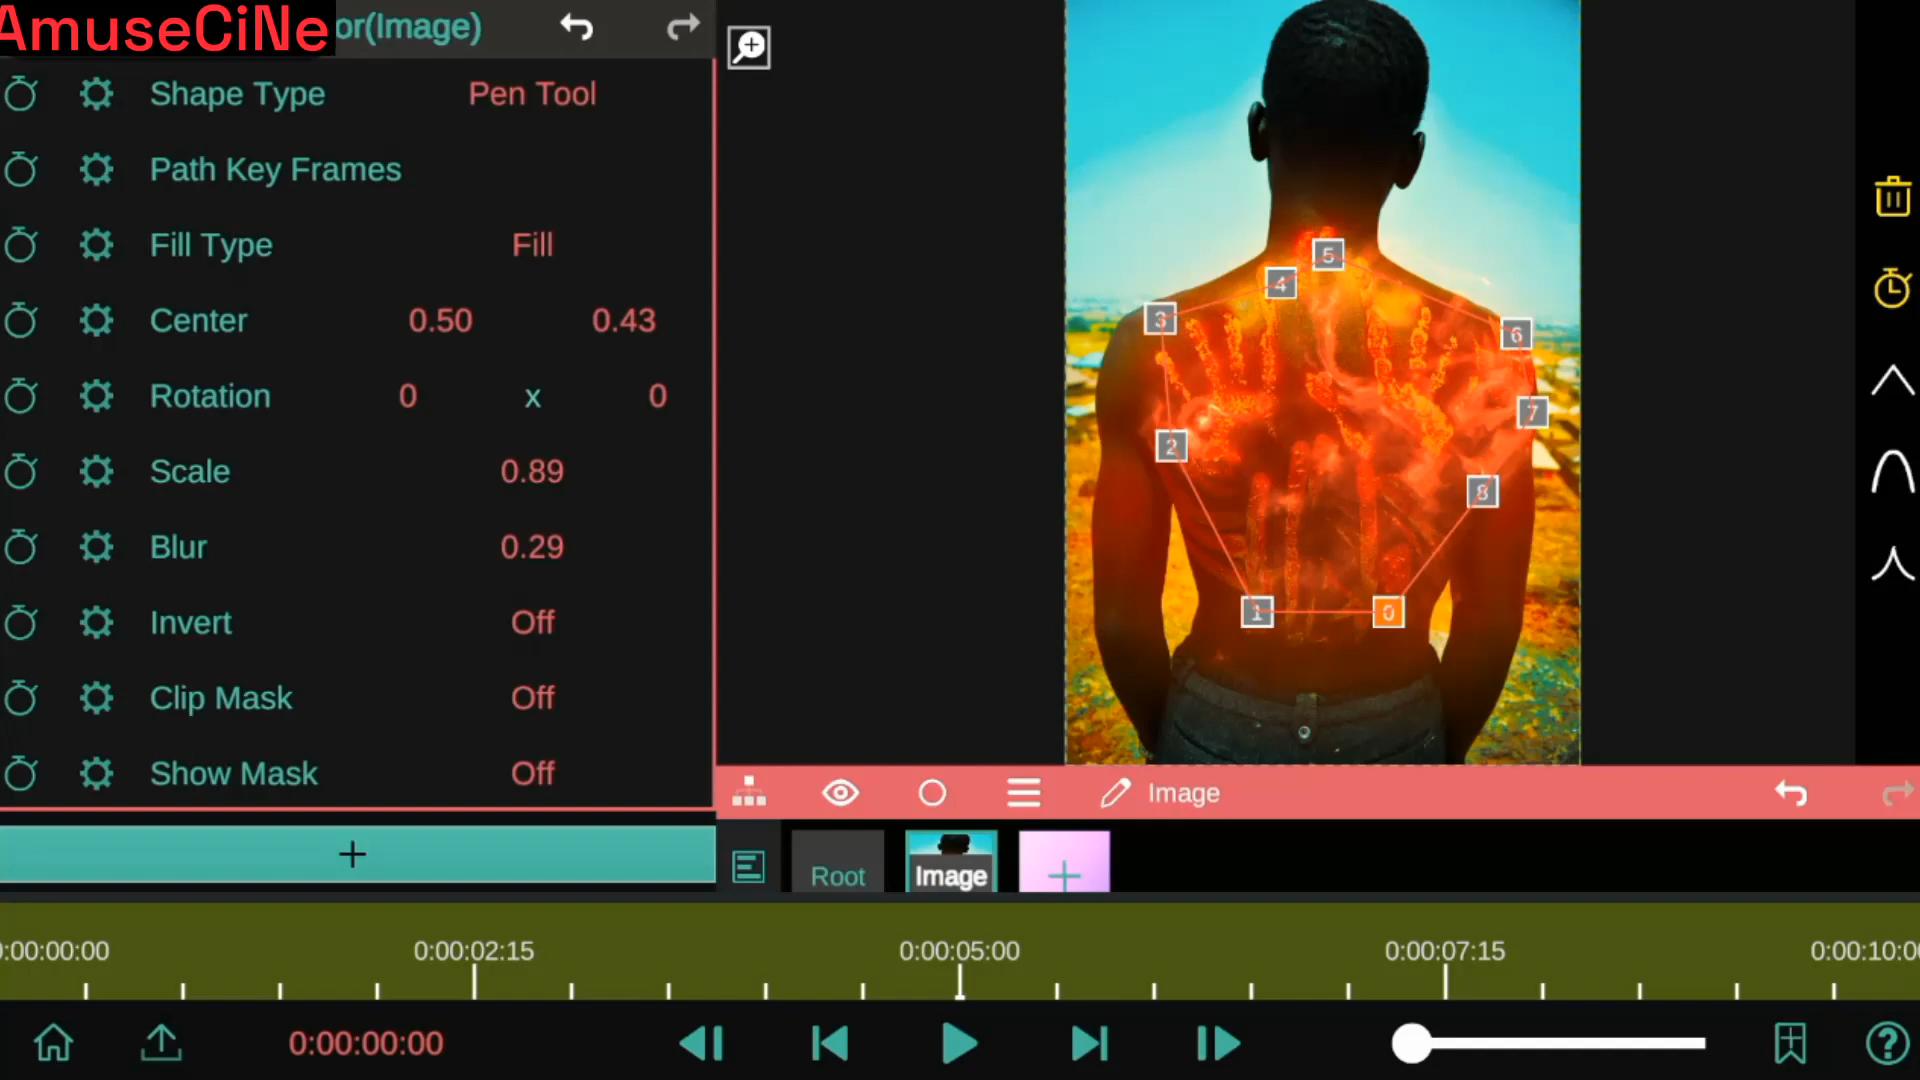 AmuseCiNe
or(Image)
Shape Type Pen Tool
Path Key Frames
Fill Type Fill
Center 0.50 0.43
Rotation 0 x 0
Scale 0.89
Blur 0.29
Invert Off
Clip Mask Off
Show Mask Off
+
5
4
3
6
7
2
8
1 0
Image
Root Image +
0:00:00:00 0:00:02:15 0:00:05:00 0:00:07:15 0:00:10:00
0:00:00:00
?